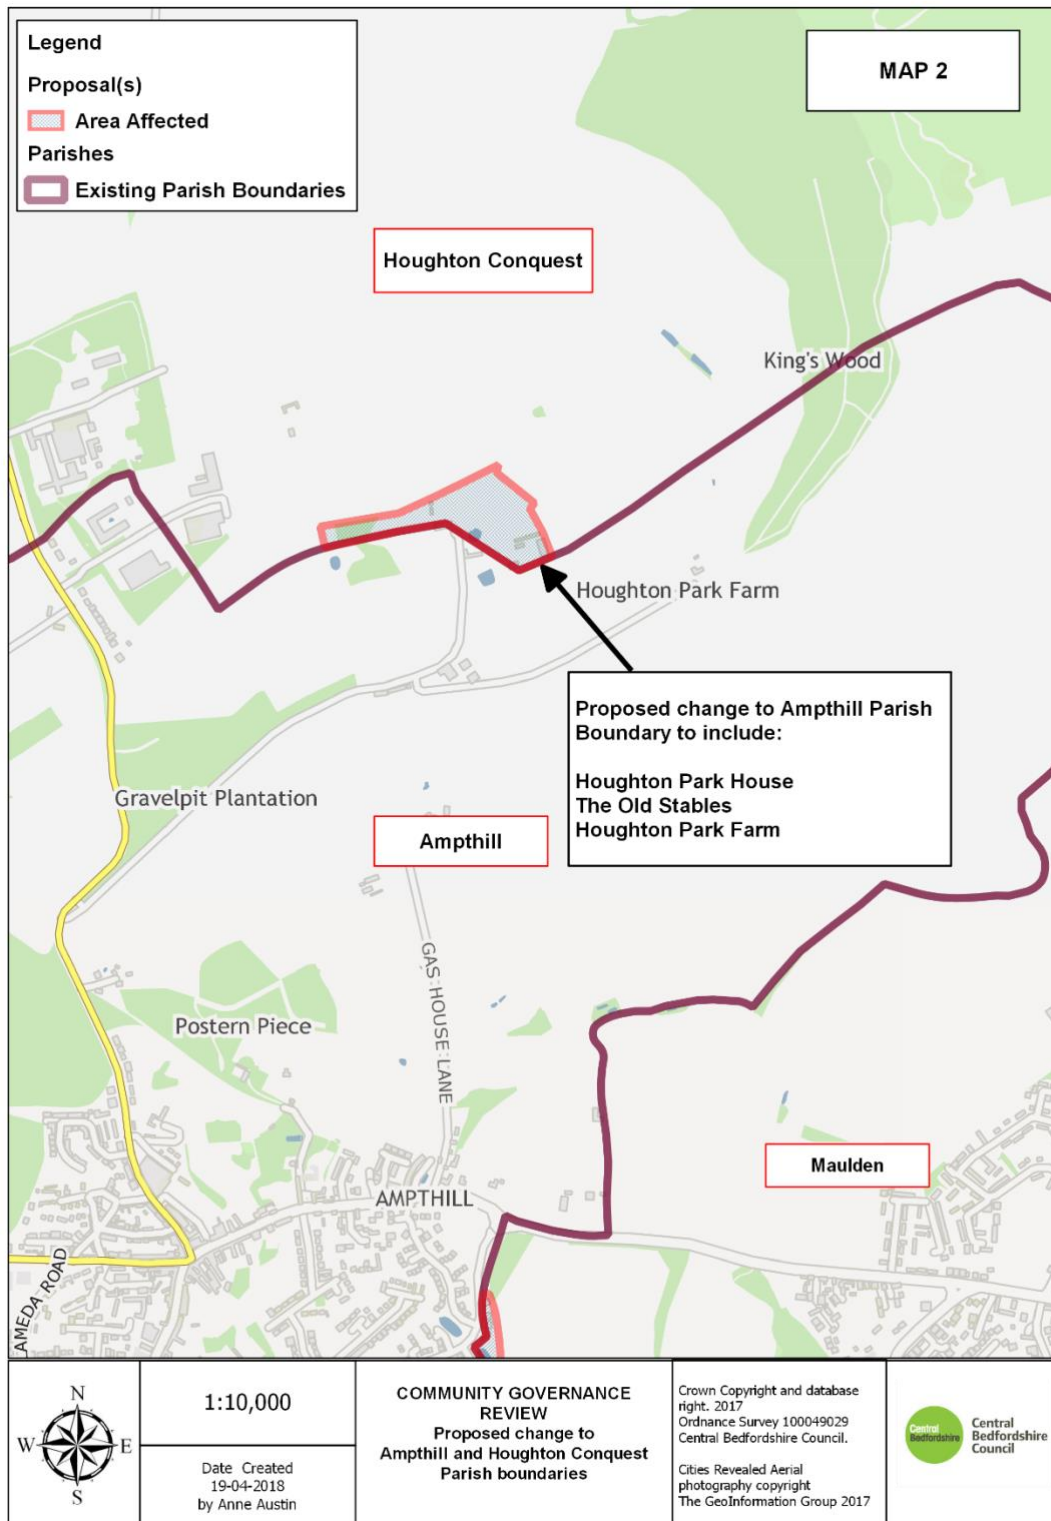 Legend
Proposal(s)
Area Affected
Parishes
Existing Parish Boundaries
MAP 2
Houghton Conquest
King's Wood
Houghton Park Farm
Proposed change to Ampthill Parish
Boundary to include:
Houghton Park House
The Old Stables
Houghton Park Farm
Gravelpit Plantation
Ampthill
GAS HOUSE LANE
Postern Piece
Maulden
AMPTHILL
AMEDA ROAD
N
W
E
S
1:10,000
Date Created
19-04-2018
by Anne Austin
COMMUNITY GOVERNANCE
REVIEW
Proposed change to
Ampthill and Houghton Conquest
Parish boundaries
Crown Copyright and database
right. 2017
Ordnance Survey 100049029
Central Bedfordshire Council.
Cities Revealed Aerial
photography copyright
The GeoInformation Group 2017
Central
Bedfordshire
Central
Bedfordshire
Council